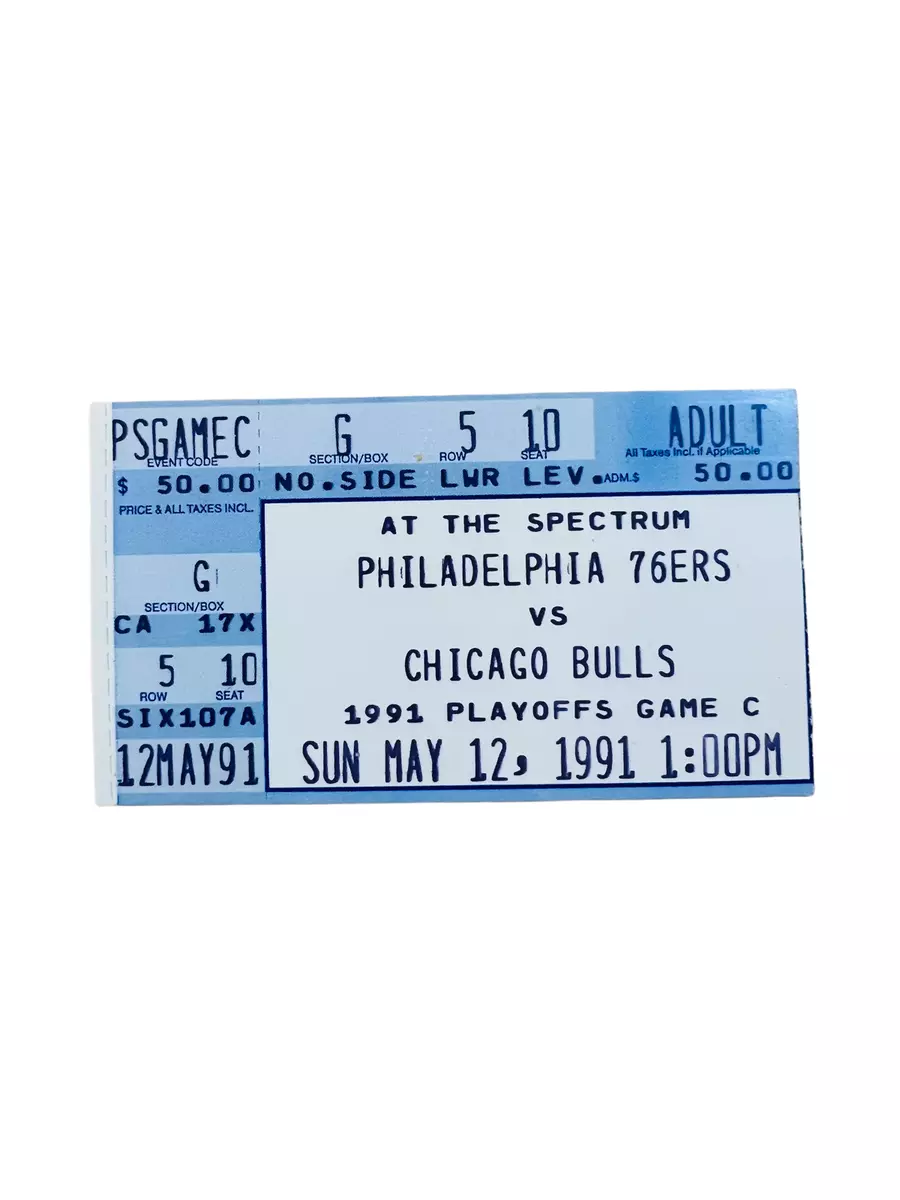 PSGAMEC G 5 10 ADULT
EVENT CODE SECTION/BOX ROW SEAT All Taxes Incl. if Applicable
$ 50.00 NO.SIDE LWR LEV. ADM.$ 50.00
PRICE & ALL TAXES INCL.
G
SECTION/BOX
CA 17X
5 10
ROW SEAT
SIX107A
12MAY91
AT THE SPECTRUM
PHILADELPHIA 76ERS
VS
CHICAGO BULLS
1991 PLAYOFFS GAME C
SUN MAY 12, 1991 1:00PM